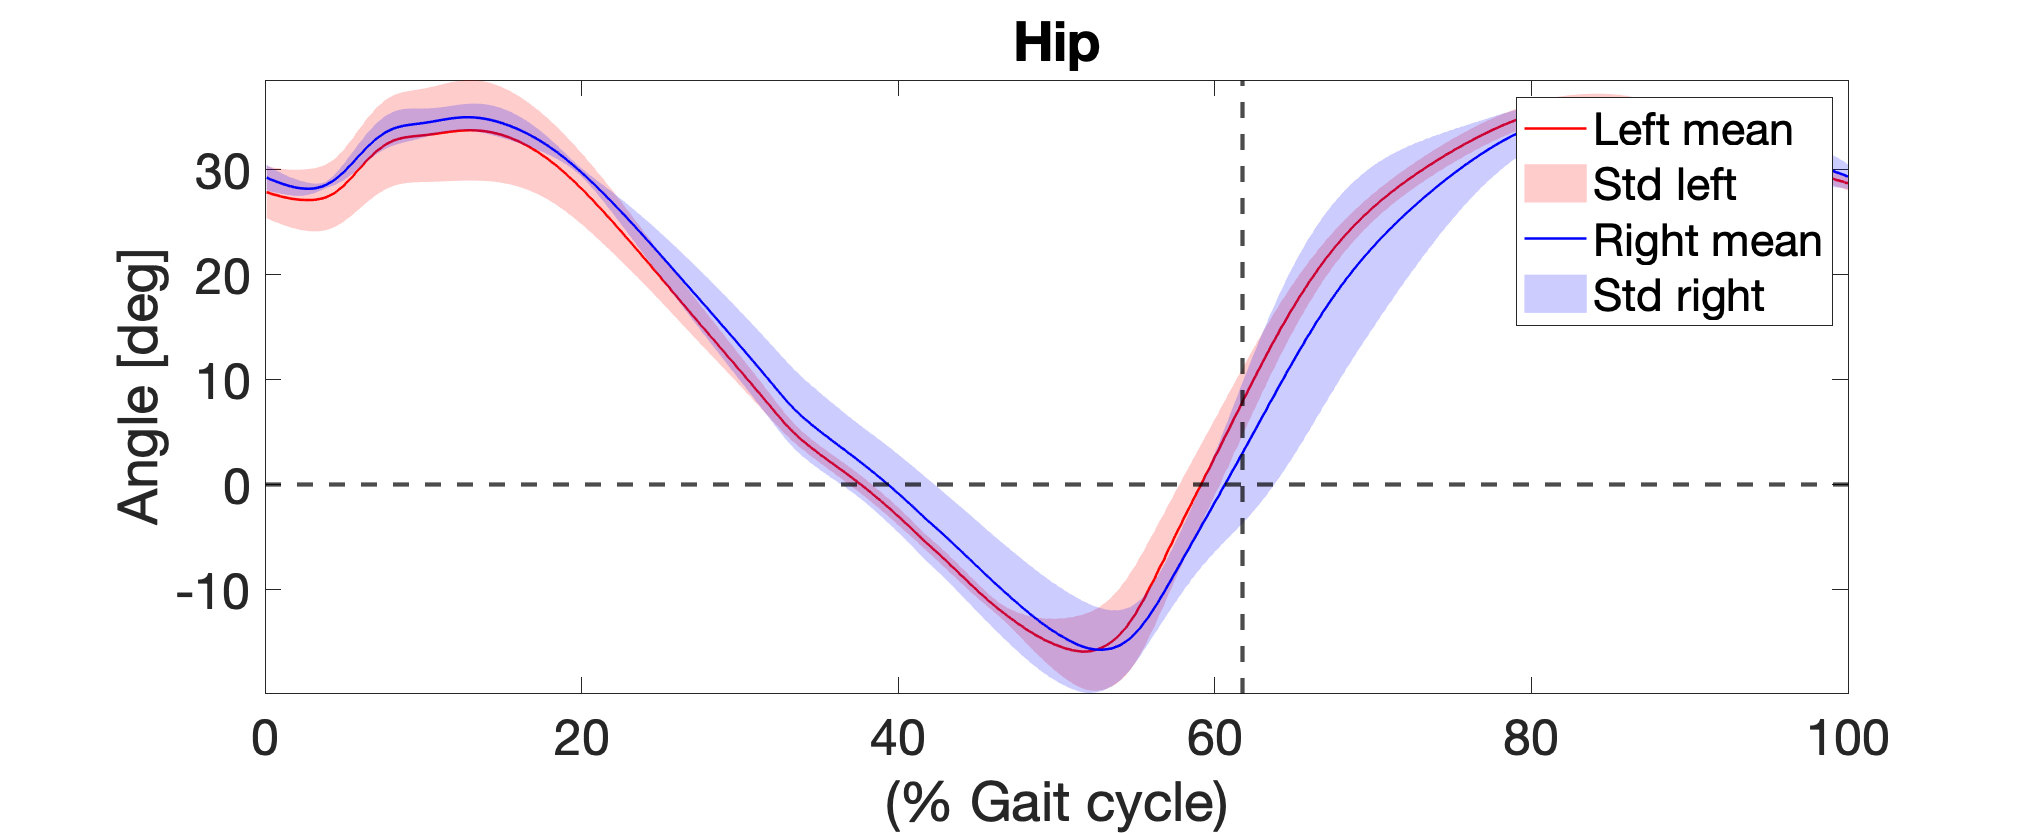 Hip
Angle [deg]
30
20
10
0
-10
Left mean
Std left
Right mean
Std right
0 20 40 60 80 100
(% Gait cycle)